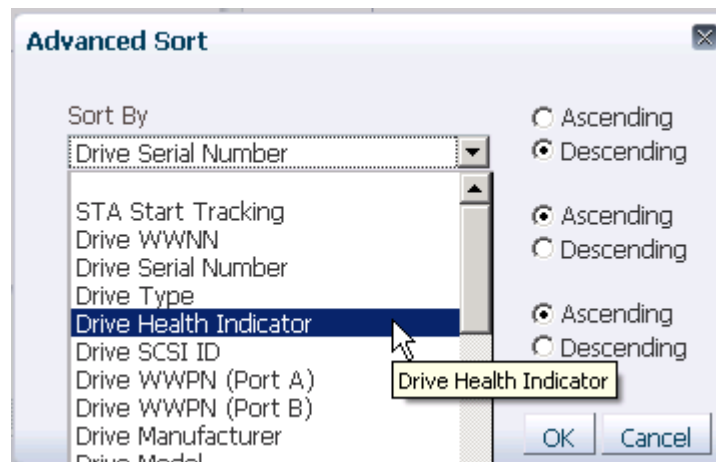 Advanced Sort
Sort By
Ascending
Drive Serial Number
Descending
STA Start Tracking
Ascending
Drive WWNN
Descending
Drive Serial Number
Drive Type
Ascending
Drive Health Indicator
Drive SCSI ID
Descending
Drive WWPN (Port A)
Drive Health Indicator
Drive WWPN (Port B)
Drive Manufacturer
OK
Cancel
Drive Model